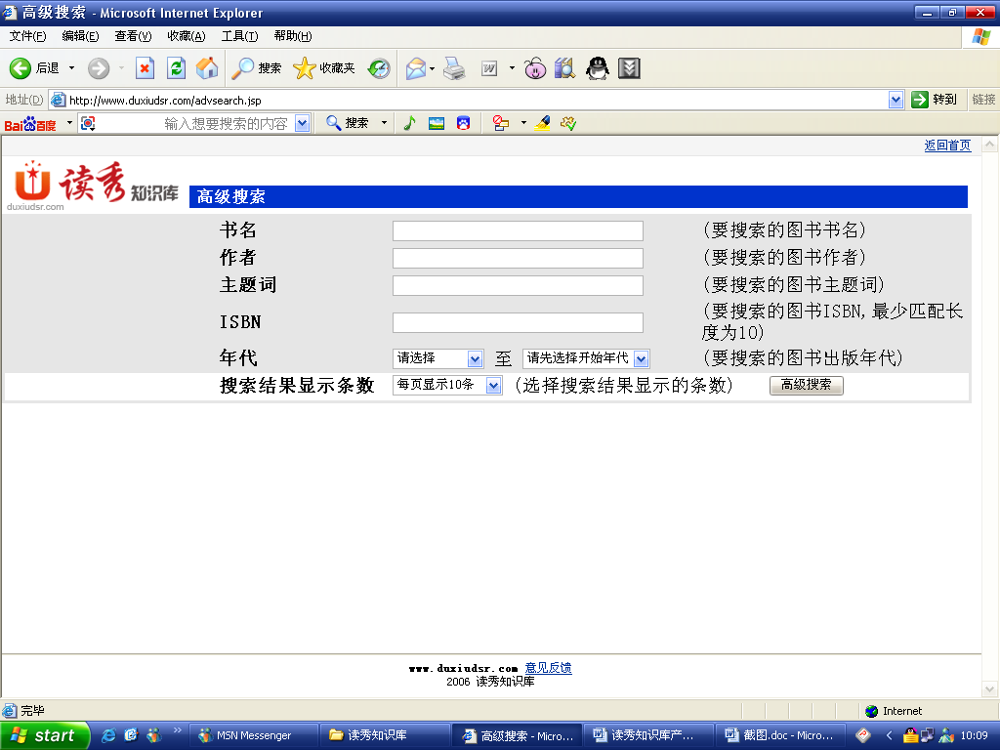 高级搜索 - Microsoft Internet Explorer
文件(F) 编辑(E) 查看(V) 收藏(A) 工具(T) 帮助(H)
后退 搜索 收藏夹
地址(D) http://www.duxiudsr.com/advsearch.jsp 转到 链接
Bai百度 输入想要搜索的内容 搜索
返回首页
读秀 知识库
duxiudsr.com
高级搜索
书名 (要搜索的图书书名)
作者 (要搜索的图书作者)
主题词 (要搜索的图书主题词)
ISBN (要搜索的图书ISBN,最少匹配长
度为10)
年代 请选择 至 请先选择开始年代 (要搜索的图书出版年代)
搜索结果显示条数 每页显示10条 (选择搜索结果显示的条数) 高级搜索
www.duxiudsr.com 意见反馈
2006 读秀知识库
完毕 Internet
start MSN Messenger 读秀知识库 高级搜索 - Micro... 读秀知识库产... 截图.doc - Micro... 10:09